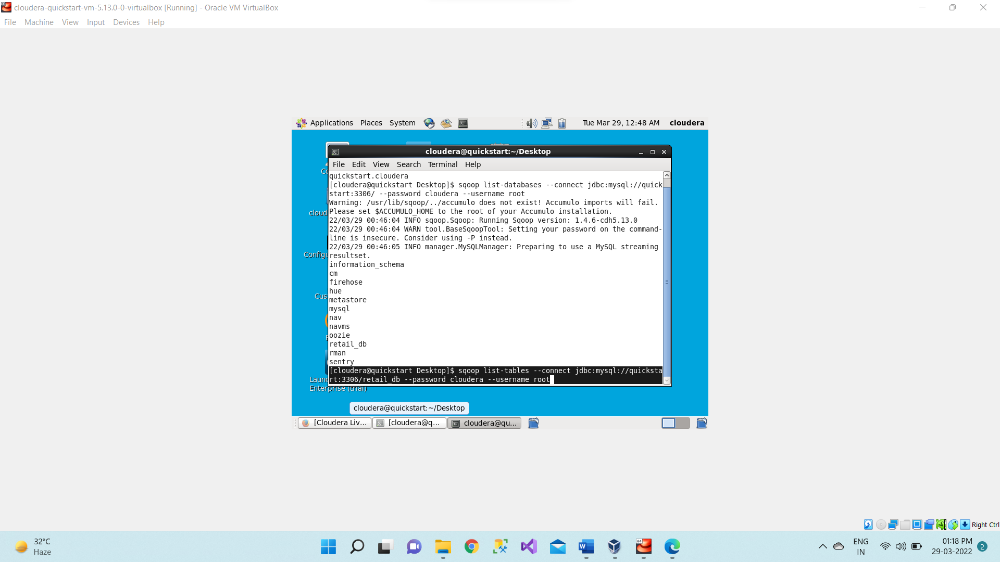 cloudera-quickstart-vm-5.13.0-0-virtualbox [Running] - Oracle VM VirtualBox
File Machine View Input Devices Help
Applications Places System Tue Mar 29, 12:48 AM cloudera
cloudera@quickstart:~/Desktop
File Edit View Search Terminal Help
quickstart.cloudera
[cloudera@quickstart Desktop]$ sqoop list-databases --connect jdbc:mysql://quick
start:3306/ --password cloudera --username root
Warning: /usr/lib/sqoop/../accumulo does not exist! Accumulo imports will fail.
Please set $ACCUMULO_HOME to the root of your Accumulo installation.
22/03/29 00:46:04 INFO sqoop.Sqoop: Running Sqoop version: 1.4.6-cdh5.13.0
22/03/29 00:46:04 WARN tool.BaseSqoopTool: Setting your password on the command-
line is insecure. Consider using -P instead.
22/03/29 00:46:05 INFO manager.MySQLManager: Preparing to use a MySQL streaming
resultset.
information_schema
cm
firehose
hue
metastore
mysql
nav
navms
oozie
retail_db
rman
sentry
[cloudera@quickstart Desktop]$ sqoop list-tables --connect jdbc:mysql://quicksta
rt:3306/retail_db --password cloudera --username root
Co
cloud
Config
Cus
Laun
Enterprise (trial)
cloudera@quickstart:~/Desktop
[Cloudera Liv... [cloudera@q... cloudera@qu...
Right Ctrl
32°C
Haze
64
ENG
IN
01:18 PM
29-03-2022
2